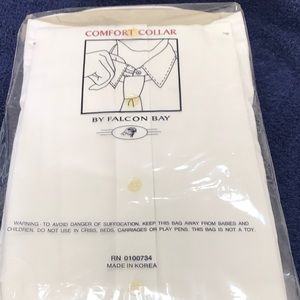 COMFORT COLLAR
BY FALCON BAY
WARNING - TO AVOID DANGER OF SUFFOCATION, KEEP THIS BAG AWAY FROM BABIES AND
CHILDREN. DO NOT USE IN CRISS, BEDS, CARRIAGES OR PLAY PENS. THIS BAG IS NOT A TOY.
RN 0100734
MADE IN KOREA